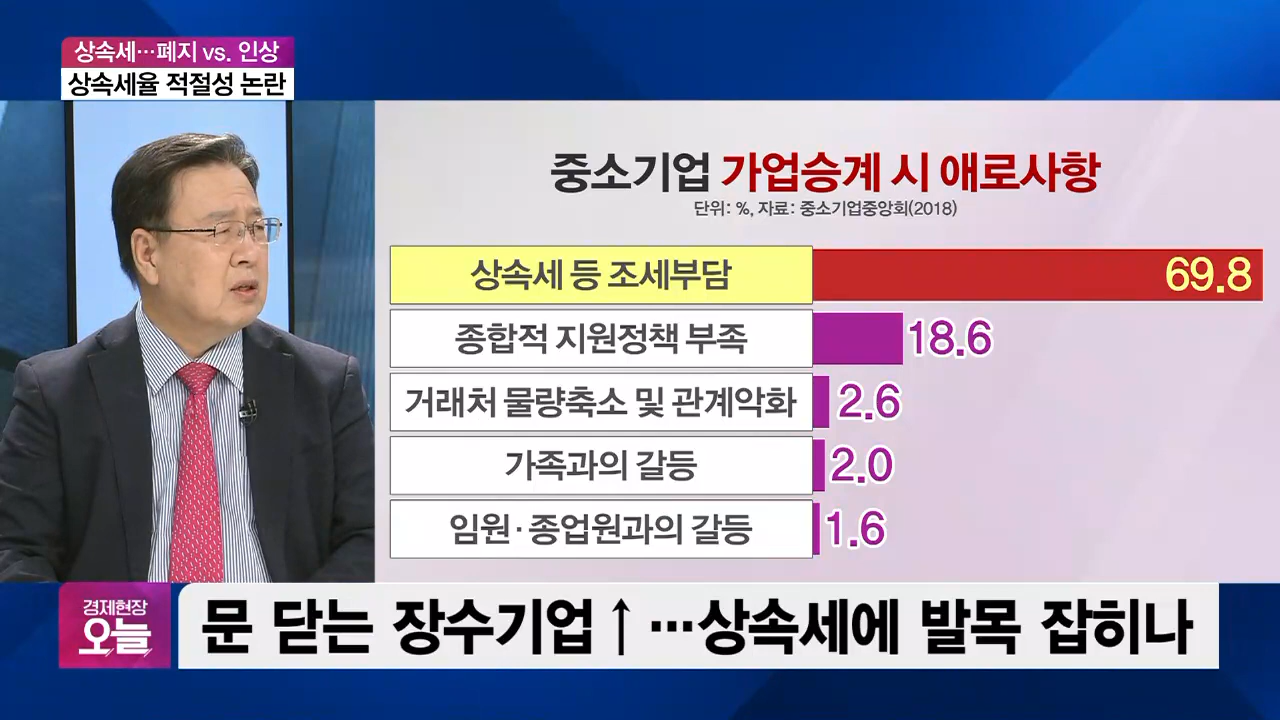 상속세…폐지 vs. 인상
상속세율 적절성 논란
중소기업 가업승계 시 애로사항
단위: %, 자료: 중소기업중앙회(2018)
상속세 등 조세부담 69.8
종합적 지원정책 부족 18.6
거래처 물량축소 및 관계악화 2.6
가족과의 갈등 2.0
임원·종업원과의 갈등 1.6
경제현장
오늘
문 닫는 장수기업↑…상속세에 발목 잡히나